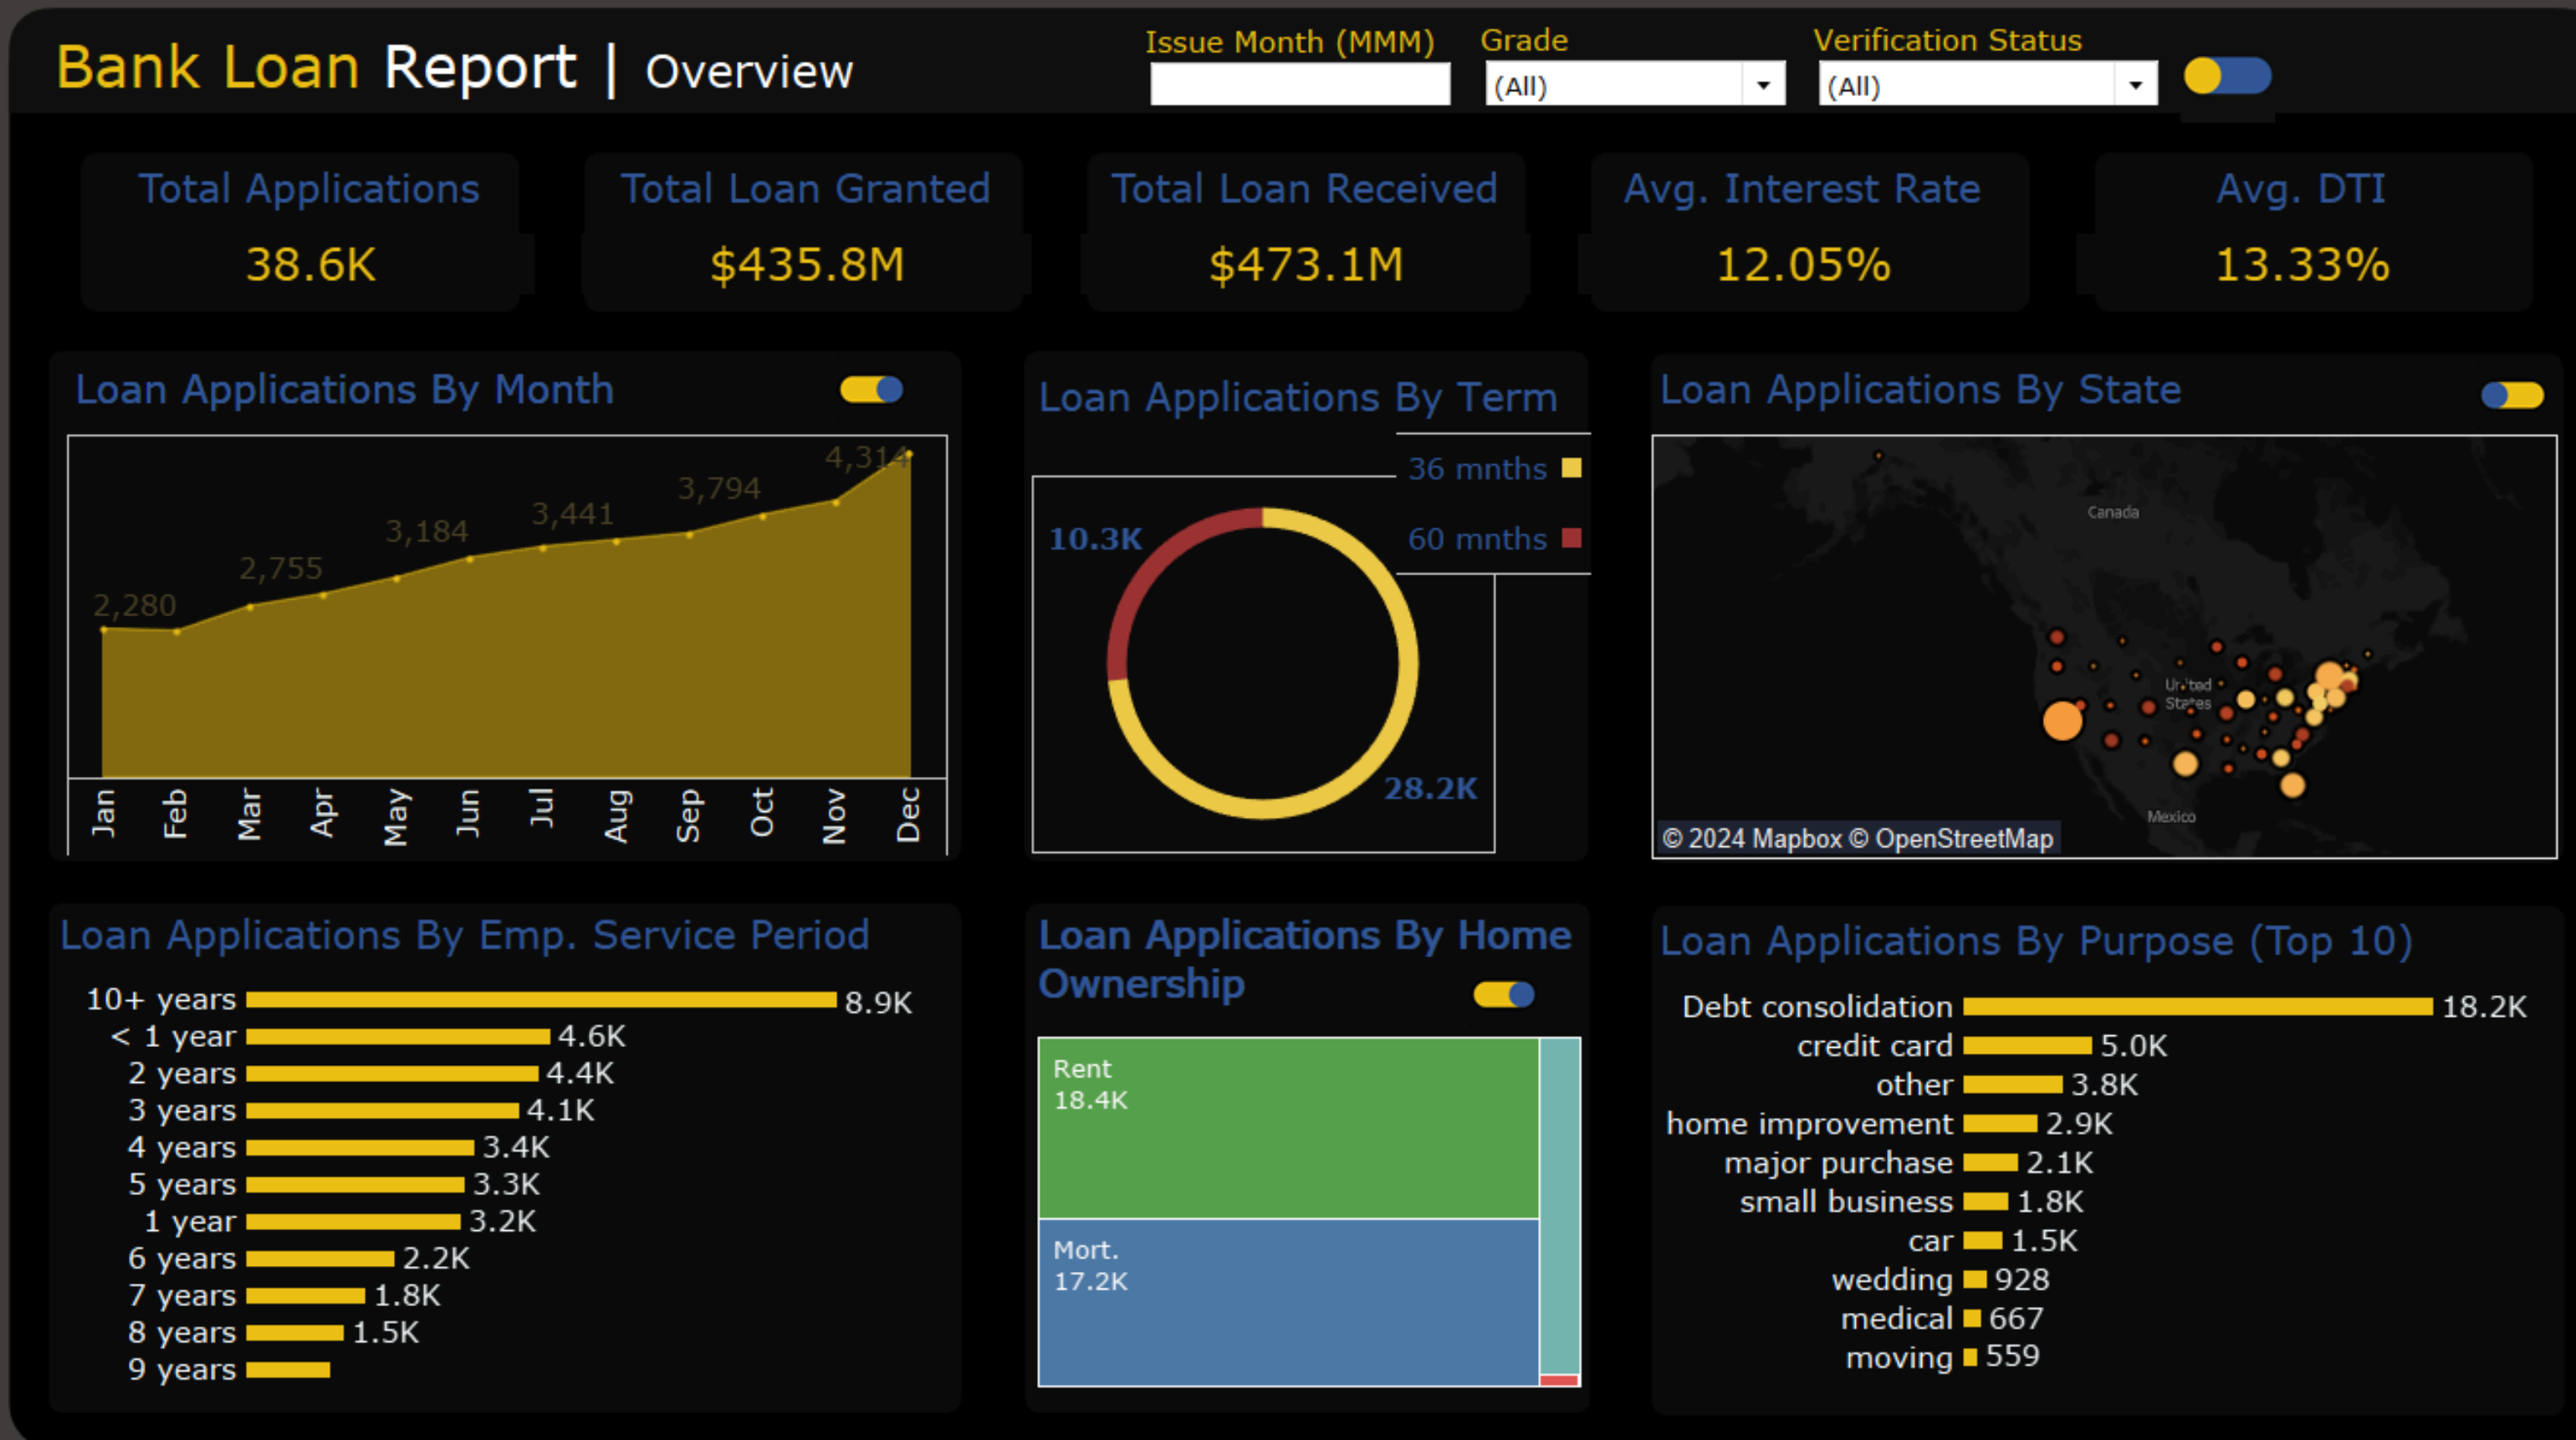 Bank Loan Report | Overview
Issue Month (MMM)
Grade
Verification Status
(All)
(All)
Total Applications
38.6K
Total Loan Granted
$435.8M
Total Loan Received
$473.1M
Avg. Interest Rate
12.05%
Avg. DTI
13.33%
Loan Applications By Month
2,280
2,755
3,184
3,441
3,794
4,314
Jan
Feb
Mar
Apr
May
Jun
Jul
Aug
Sep
Oct
Nov
Dec
Loan Applications By Term
36 mnths
60 mnths
10.3K
28.2K
Loan Applications By State
Canada
United
States
Mexico
© 2024 Mapbox © OpenStreetMap
Loan Applications By Emp. Service Period
10+ years 8.9K
< 1 year 4.6K
2 years 4.4K
3 years 4.1K
4 years 3.4K
5 years 3.3K
1 year 3.2K
6 years 2.2K
7 years 1.8K
8 years 1.5K
9 years
Loan Applications By Home
Ownership
Rent
18.4K
Mort.
17.2K
Loan Applications By Purpose (Top 10)
Debt consolidation 18.2K
credit card 5.0K
other 3.8K
home improvement 2.9K
major purchase 2.1K
small business 1.8K
car 1.5K
wedding 928
medical 667
moving 559